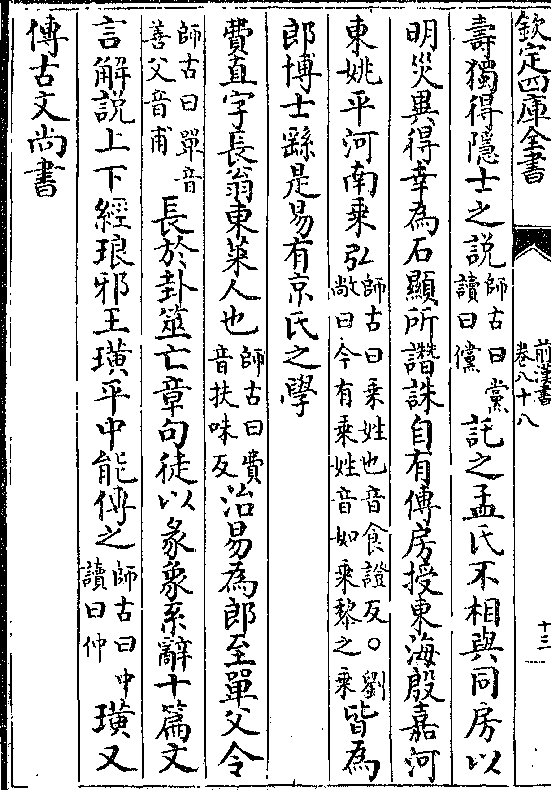 欽定四庫全書
前漢書
卷八十八
十三
壽獨得隱士之說師古曰黨讀曰儻託之孟氏不相與同房以
明災異得幸為石顯所譖誅自有傳房授東海殷嘉河
東姚平河南乘弘師古曰乘姓也音食證反○劉敞曰今有乘姓音如乘黎之乘皆為
郎博士繇是易有京氏之學
費直字長翁東萊人也師古曰費音扶味反治易為郎至單父令
師古曰單音善父音甫長於卦筮亡章句徒以彖象系辭十篇文
言解說上下經琅邪王璜平中能傳之師古曰中讀曰仲璜又
傳古文尚書